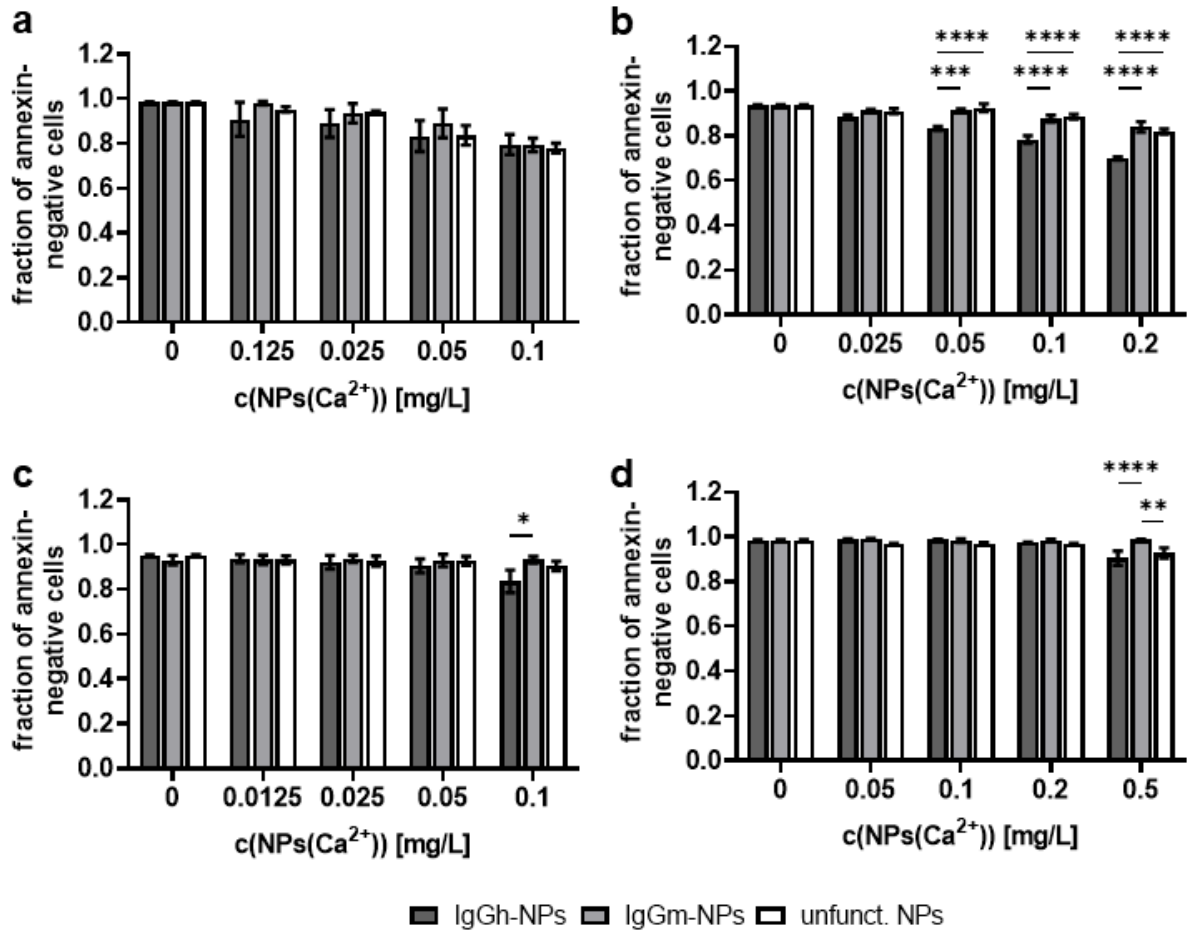 a
1.2
1.0
0.8
0.6
0.4
0.2
0.0
fraction of annexin-
negative cells
0 0.125 0.025 0.05 0.1
c(NPs(Ca²⁺)) [mg/L]
b
**** **** ****
*** **** ****
1.2
1.0
0.8
0.6
0.4
0.2
0.0
fraction of annexin-
negative cells
0 0.025 0.05 0.1 0.2
c(NPs(Ca²⁺)) [mg/L]
c
*
1.2
1.0
0.8
0.6
0.4
0.2
0.0
fraction of annexin-
negative cells
0 0.0125 0.025 0.05 0.1
c(NPs(Ca²⁺)) [mg/L]
d
****
**
1.2
1.0
0.8
0.6
0.4
0.2
0.0
fraction of annexin-
negative cells
0 0.05 0.1 0.2 0.5
c(NPs(Ca²⁺)) [mg/L]
IgGh-NPs IgGm-NPs unfunct. NPs